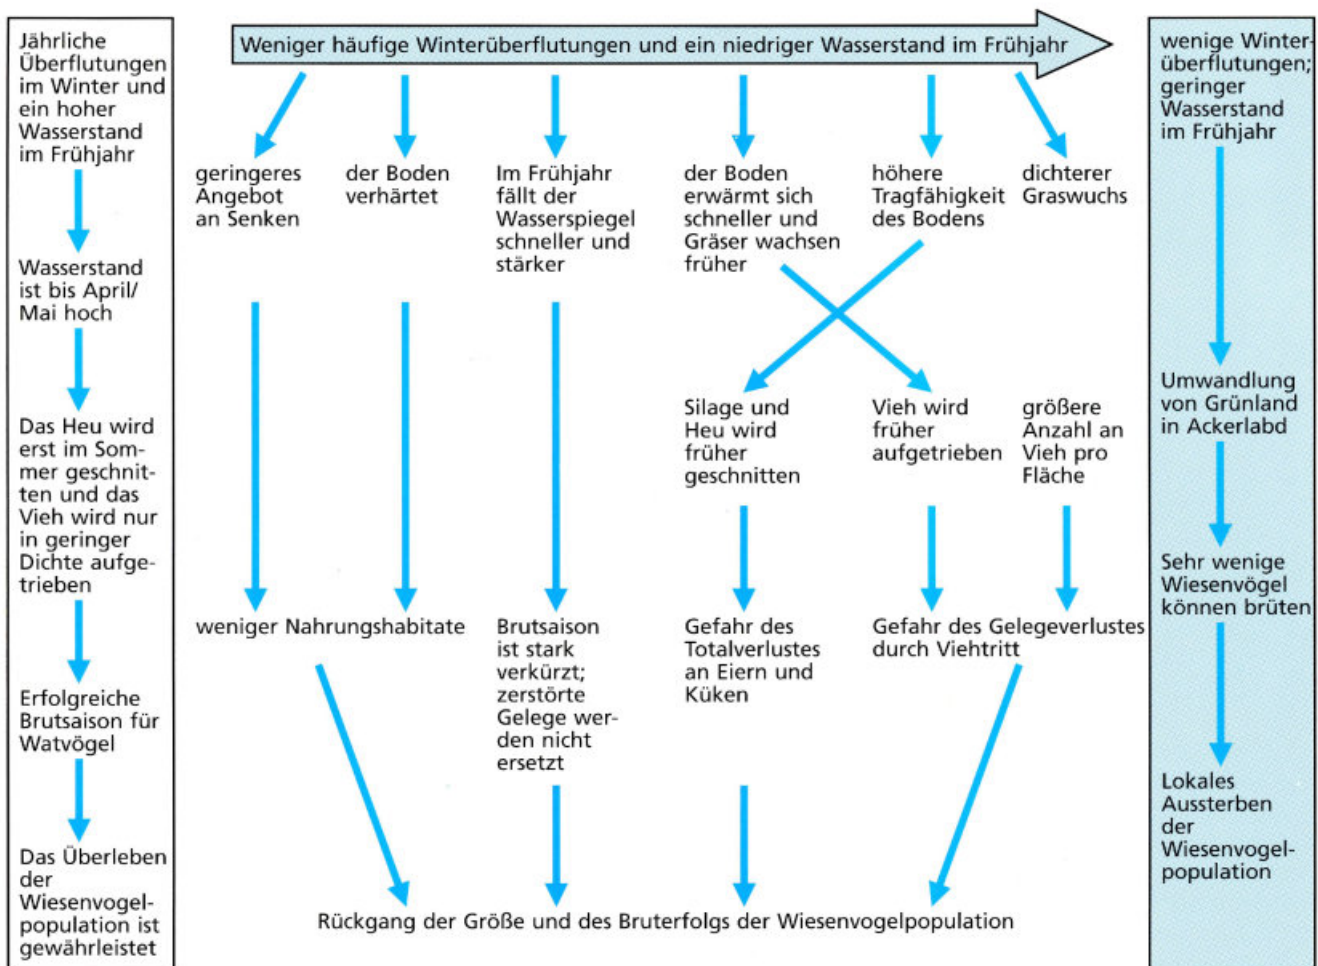 Jährliche
Überflutungen
im Winter und
ein hoher
Wasserstand
im Frühjahr
Wasserstand
ist bis April/
Mai hoch
Das Heu wird
erst im Som-
mer geschnit-
ten und das
Vieh wird nur
in geringer
Dichte aufge-
trieben
Erfolgreiche
Brutsaison für
Watvögel
Das Überleben
der
Wiesenvogel-
population ist
gewährleistet
Weniger häufige Winterüberflutungen und ein niedriger Wasserstand im Frühjahr
geringeres
Angebot
an Senken
der Boden
verhärtet
Im Frühjahr
fällt der
Wasserspiegel
schneller und
stärker
der Boden
erwärmt sich
schneller und
Gräser wachsen
früher
höhere
Tragfähigkeit
des Bodens
dichterer
Graswuchs
Silage und
Heu wird
früher
geschnitten
Vieh wird
früher
aufgetrieben
größere
Anzahl an
Vieh pro
Fläche
weniger Nahrungshabitate
Brutsaison
ist stark
verkürzt;
zerstörte
Gelege wer-
den nicht
ersetzt
Gefahr des
Totalverlustes
an Eiern und
Küken
Gefahr des Gelegeverlustes
durch Viehtritt
Rückgang der Größe und des Bruterfolgs der Wiesenvogelpopulation
wenige Winter-
überflutungen;
geringer
Wasserstand
im Frühjahr
Umwandlung
von Grünland
in Ackerlabd
Sehr wenige
Wiesenvögel
können brüten
Lokales
Aussterben
der
Wiesenvogel-
population